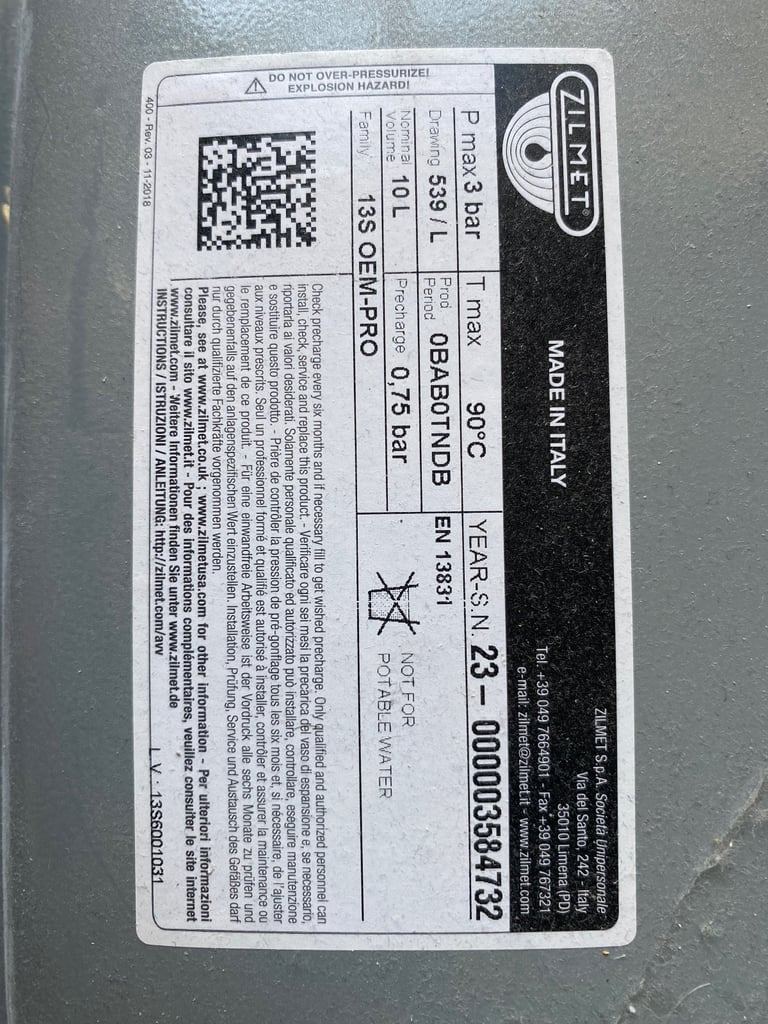 ZILMET
MADE IN ITALY
ZILMET S.p.A. Società Unipersonale
Via del Santo, 242 - Italy
35010 Limena (PD)
Tel. +39 049 7664901 - Fax +39 049 767321
e-mail: zilmet@zilmet.it - www.zilmet.com
P max 3 bar
T max 90°C
YEAR-S.N. 23 - 000003584732
Drawing 539 / L
Prod. Period 0BAB0TNDB
EN 13831
Nominal Volume 10 L
Precharge 0,75 bar
Family 13S OEM-PRO
NOT FOR
POTABLE WATER
DO NOT OVER-PRESSURIZE!
EXPLOSION HAZARD!
Check precharge every six months and if necessary fill to get wished precharge. Only qualified and authorized personnel can
install, check, service and replace this product. - Verificare ogni sei mesi la precarica del vaso di espansione e, se necessario,
riportarla ai valori desiderati. Solamente personale qualificato ed autorizzato può installare, controllare, eseguire manutenzione
e sostituire questo prodotto. - Prière de contrôler la pression de pré-gonflage tous les six mois et, si nécessaire, de l'ajuster
aux niveaux prescrits. Seul un professionnel formé et qualifié est autorisé à installer, contrôler et assurer la maintenance ou
le remplacement de ce produit. - Für eine einwandfreie Arbeitsweise ist der Vordruck alle sechs Monate zu prüfen und
gegebenenfalls auf den anlagenspezifischen Wert einzustellen. Installation, Prüfung, Service und Austausch des Gefäßes darf
nur durch qualifizierte Fachkräfte vorgenommen werden.
Please, see at www.zilmet.co.uk ; www.zilmetusa.com for other information - Per ulteriori informazioni
consultare il sito www.zilmet.it - Pour des informations complémentaires, veuillez consulter le site internet
www.zilmet.com - Weitere Informationen finden Sie unter www.zilmet.de
INSTRUCTIONS / ISTRUZIONI / ANLEITUNG: http://zilmet.com/avv
L.V.: 13S6001031
400 - Rev. 03 - 11-2018